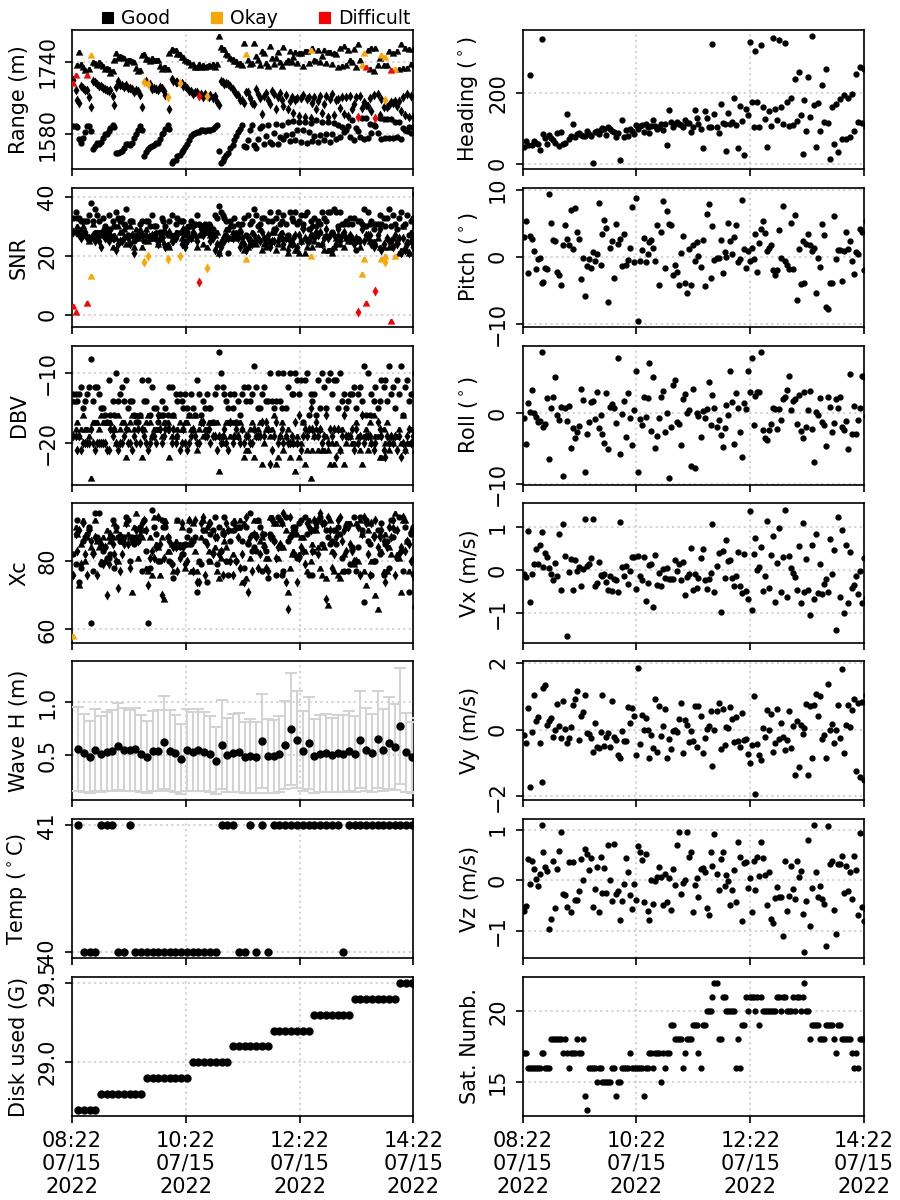 Good Okay Difficult
Range (m)
1740
1580
Heading (°)
200
0
SNR
40
20
0
Pitch (°)
10
0
−10
DBV
−10
−20
Roll (°)
0
−10
Xc
80
60
Vx (m/s)
1
0
−1
Wave H (m)
1.0
0.5
Vy (m/s)
2
0
−2
Temp (°C)
41
40
Vz (m/s)
1
0
−1
Disk used (G)
29.5
29.0
Sat. Numb.
20
15
08:22 10:22 12:22 14:22
07/15 07/15 07/15 07/15
2022 2022 2022 2022
08:22 10:22 12:22 14:22
07/15 07/15 07/15 07/15
2022 2022 2022 2022